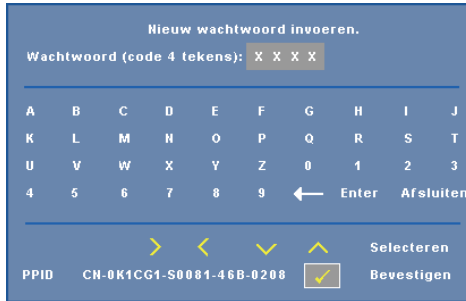 Nieuw wachtwoord invoeren.
Wachtwoord (code 4 tekens): X X X X
A B C D E F G H I J
K L M N O P Q R S T
U V W X Y Z 0 1 2 3
4 5 6 7 8 9 ← Enter Afsluiten
Selecteren
PPID CN-0K1CG1-S0081-46B-0208 Bevestigen